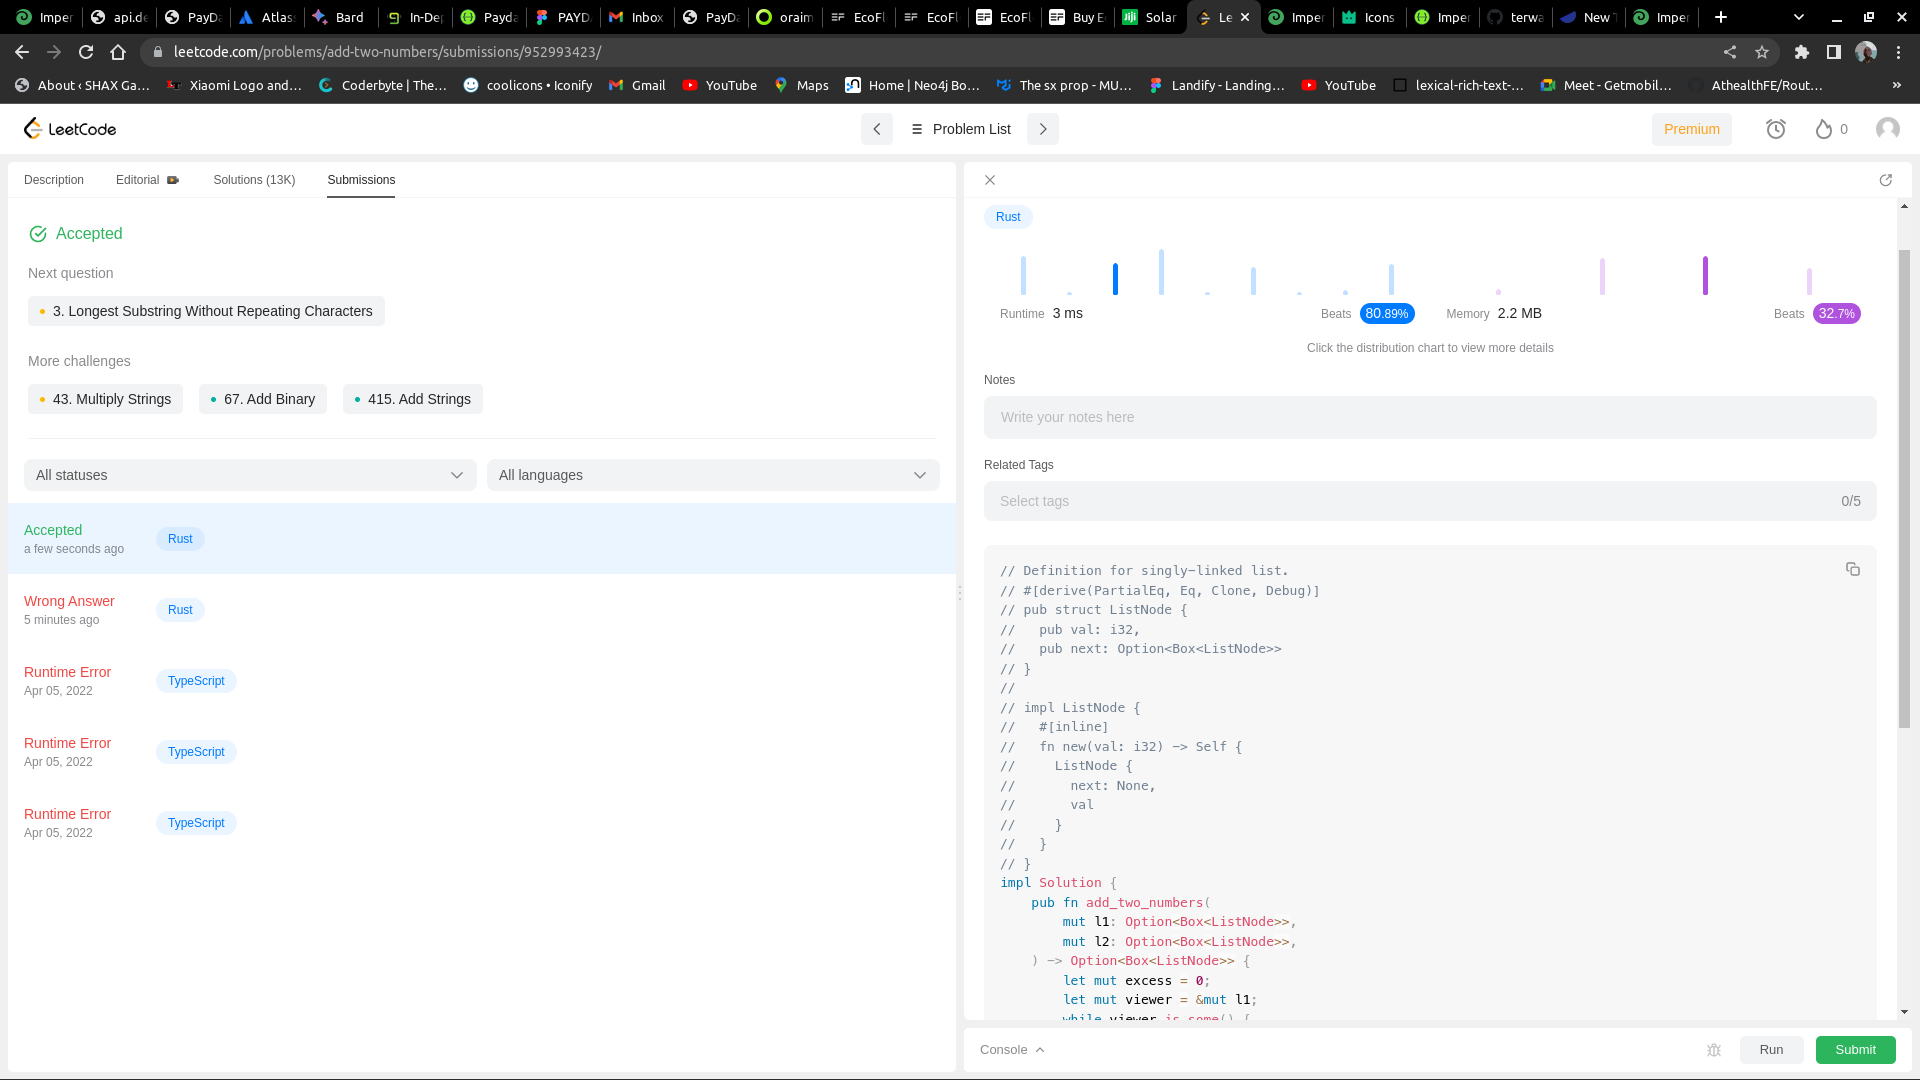 Imper
api.de
PayDa
Atlas
Bard
In-Dep
Payda
PAYD
Inbox
PayDa
oraim
EcoFl
EcoFl
EcoFl
Buy E
Solar
Le
Imper
Icons
Imper
terwa
New T
Imper
leetcode.com/problems/add-two-numbers/submissions/952993423/
About ‹ SHAX Ga…
Xiaomi Logo and…
Coderbyte | The…
coolicons • Iconify
Gmail
YouTube
Maps
Home | Neo4j Bo…
The sx prop - MU…
Landify - Landing…
YouTube
lexical-rich-text-…
Meet - Getmobil…
AthealthFE/Rout…
»
LeetCode
Problem List
Premium
0
Description
Editorial
Solutions (13K)
Submissions
Accepted
Next question
3. Longest Substring Without Repeating Characters
More challenges
43. Multiply Strings
67. Add Binary
415. Add Strings
All statuses
All languages
Accepted
a few seconds ago
Rust
Wrong Answer
5 minutes ago
Rust
Runtime Error
Apr 05, 2022
TypeScript
Runtime Error
Apr 05, 2022
TypeScript
Runtime Error
Apr 05, 2022
TypeScript
Rust
Runtime 3 ms
Beats 80.89%
Memory 2.2 MB
Beats 32.7%
Click the distribution chart to view more details
Notes
Write your notes here
Related Tags
Select tags
0/5
// Definition for singly-linked list.
// #[derive(PartialEq, Eq, Clone, Debug)]
// pub struct ListNode {
//   pub val: i32,
//   pub next: Option<Box<ListNode>>
// }
//
// impl ListNode {
//   #[inline]
//   fn new(val: i32) -> Self {
//     ListNode {
//       next: None,
//       val
//     }
//   }
// }
impl Solution {
    pub fn add_two_numbers(
        mut l1: Option<Box<ListNode>>,
        mut l2: Option<Box<ListNode>>,
    ) -> Option<Box<ListNode>> {
        let mut excess = 0;
        let mut viewer = &mut l1;
        while viewer.is_some() {
Console
Run
Submit